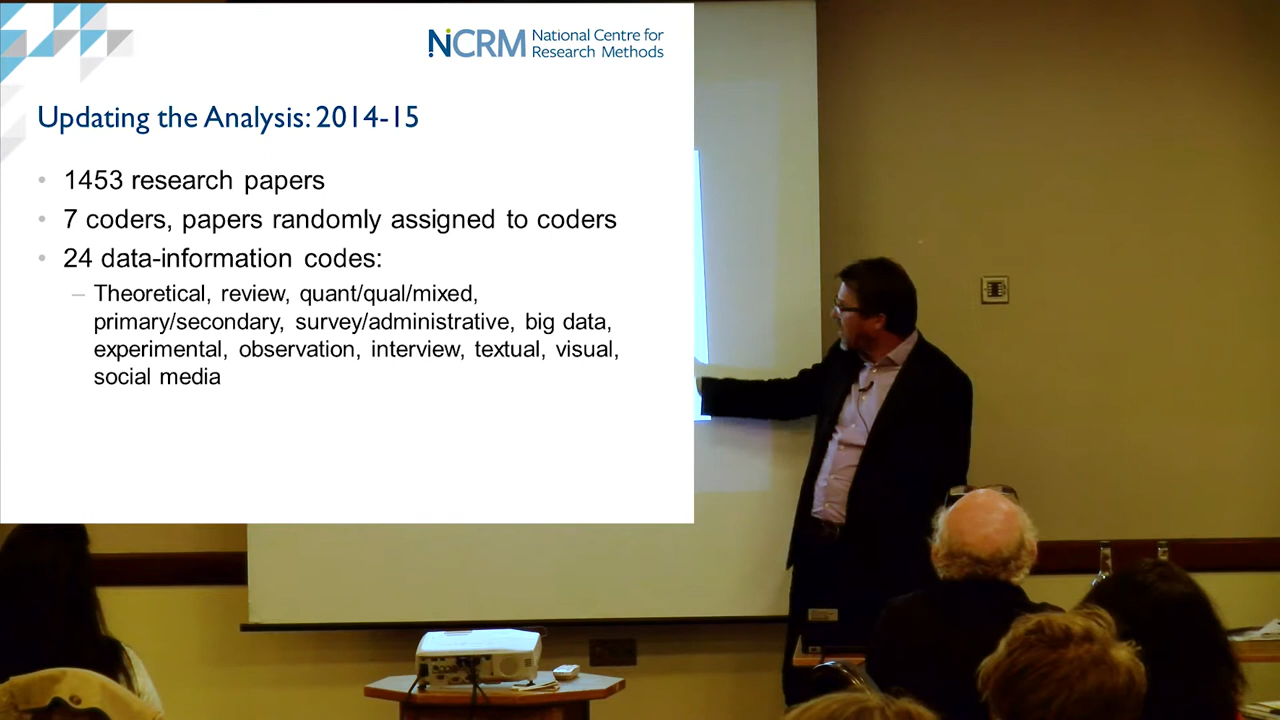 NCRM National Centre for
Research Methods
Updating the Analysis: 2014-15
• 1453 research papers
• 7 coders, papers randomly assigned to coders
• 24 data-information codes:
– Theoretical, review, quant/qual/mixed,
primary/secondary, survey/administrative, big data,
experimental, observation, interview, textual, visual,
social media